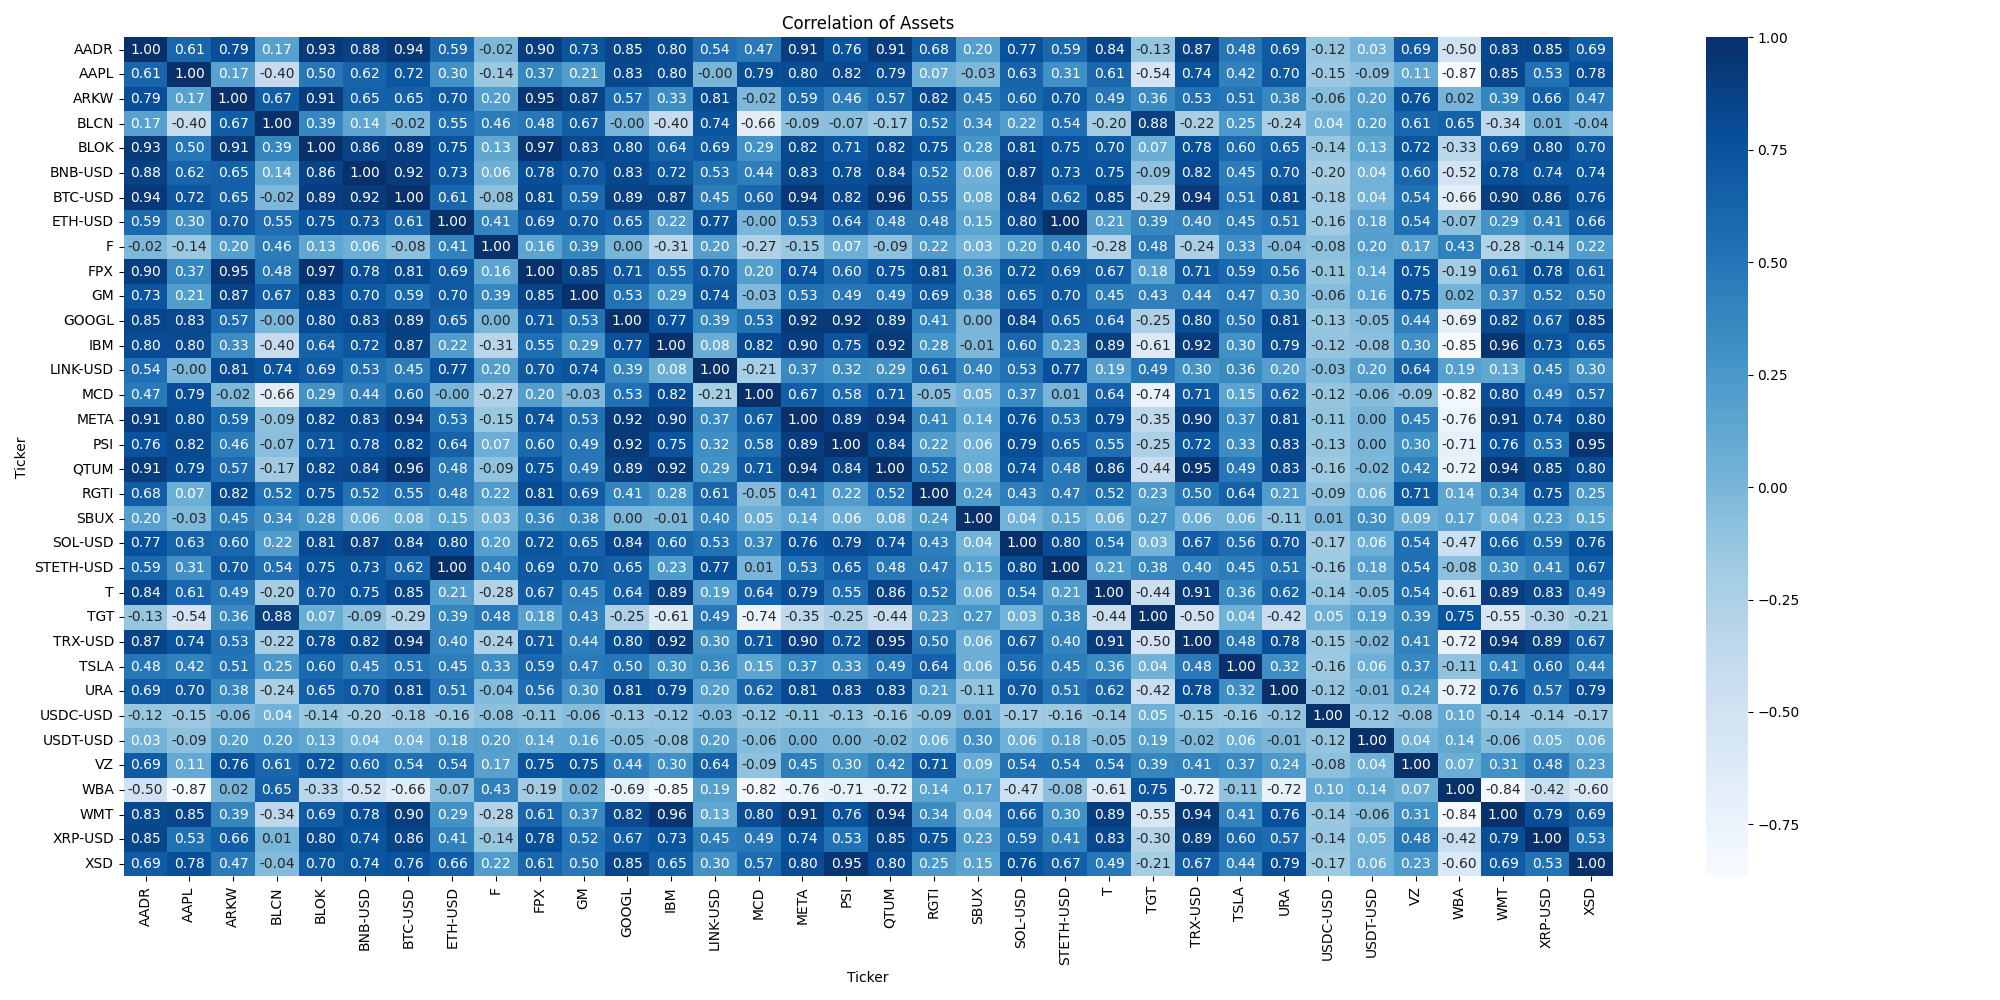 Correlation of Assets
AADR 1.00 0.61 0.79 0.17 0.93 0.88 0.94 0.59 -0.02 0.90 0.73 0.85 0.80 0.54 0.47 0.91 0.76 0.91 0.68 0.20 0.77 0.59 0.84 -0.13 0.87 0.48 0.69 -0.12 0.03 0.69 -0.50 0.83 0.85 0.69
AAPL 0.61 1.00 0.17 -0.40 0.50 0.62 0.72 0.30 -0.14 0.37 0.21 0.83 0.80 -0.00 0.79 0.80 0.82 0.79 0.07 -0.03 0.63 0.31 0.61 -0.54 0.74 0.42 0.70 -0.15 -0.09 0.11 -0.87 0.85 0.53 0.78
ARKW 0.79 0.17 1.00 0.67 0.91 0.65 0.65 0.70 0.20 0.95 0.87 0.57 0.33 0.81 -0.02 0.59 0.46 0.57 0.82 0.45 0.60 0.70 0.49 0.36 0.53 0.51 0.38 -0.06 0.20 0.76 0.02 0.39 0.66 0.47
BLCN 0.17 -0.40 0.67 1.00 0.39 0.14 -0.02 0.55 0.46 0.48 0.67 -0.00 -0.40 0.74 -0.66 -0.09 -0.07 -0.17 0.52 0.34 0.22 0.54 -0.20 0.88 -0.22 0.25 -0.24 0.04 0.20 0.61 0.65 -0.34 0.01 -0.04
BLOK 0.93 0.50 0.91 0.39 1.00 0.86 0.89 0.75 0.13 0.97 0.83 0.80 0.64 0.69 0.29 0.82 0.71 0.82 0.75 0.28 0.81 0.75 0.70 0.07 0.78 0.60 0.65 -0.14 0.13 0.72 -0.33 0.69 0.80 0.70
BNB-USD 0.88 0.62 0.65 0.14 0.86 1.00 0.92 0.73 0.06 0.78 0.70 0.83 0.72 0.53 0.44 0.83 0.78 0.84 0.52 0.06 0.87 0.73 0.75 -0.09 0.82 0.45 0.70 -0.20 0.04 0.60 -0.52 0.78 0.74 0.74
BTC-USD 0.94 0.72 0.65 -0.02 0.89 0.92 1.00 0.61 -0.08 0.81 0.59 0.89 0.87 0.45 0.60 0.94 0.82 0.96 0.55 0.08 0.84 0.62 0.85 -0.29 0.94 0.51 0.81 -0.18 0.04 0.54 -0.66 0.90 0.86 0.76
ETH-USD 0.59 0.30 0.70 0.55 0.75 0.73 0.61 1.00 0.41 0.69 0.70 0.65 0.22 0.77 -0.00 0.53 0.64 0.48 0.48 0.15 0.80 1.00 0.21 0.39 0.40 0.45 0.51 -0.16 0.18 0.54 -0.07 0.29 0.41 0.66
F -0.02 -0.14 0.20 0.46 0.13 0.06 -0.08 0.41 1.00 0.16 0.39 0.00 -0.31 0.20 -0.27 -0.15 0.07 -0.09 0.22 0.03 0.20 0.40 -0.28 0.48 -0.24 0.33 -0.04 -0.08 0.20 0.17 0.43 -0.28 -0.14 0.22
FPX 0.90 0.37 0.95 0.48 0.97 0.78 0.81 0.69 0.16 1.00 0.85 0.71 0.55 0.70 0.20 0.74 0.60 0.75 0.81 0.36 0.72 0.69 0.67 0.18 0.71 0.59 0.56 -0.11 0.14 0.75 -0.19 0.61 0.78 0.61
GM 0.73 0.21 0.87 0.67 0.83 0.70 0.59 0.70 0.39 0.85 1.00 0.53 0.29 0.74 -0.03 0.53 0.49 0.49 0.69 0.38 0.65 0.70 0.45 0.43 0.44 0.47 0.30 -0.06 0.16 0.75 0.02 0.37 0.52 0.50
GOOGL 0.85 0.83 0.57 -0.00 0.80 0.83 0.89 0.65 0.00 0.71 0.53 1.00 0.77 0.39 0.53 0.92 0.92 0.89 0.41 0.00 0.84 0.65 0.64 -0.25 0.80 0.50 0.81 -0.13 -0.05 0.44 -0.69 0.82 0.67 0.85
IBM 0.80 0.80 0.33 -0.40 0.64 0.72 0.87 0.22 -0.31 0.55 0.29 0.77 1.00 0.08 0.82 0.90 0.75 0.92 0.28 -0.01 0.60 0.23 0.89 -0.61 0.92 0.30 0.79 -0.12 -0.08 0.30 -0.85 0.96 0.73 0.65
LINK-USD 0.54 -0.00 0.81 0.74 0.69 0.53 0.45 0.77 0.20 0.70 0.74 0.39 0.08 1.00 -0.21 0.37 0.32 0.29 0.61 0.40 0.53 0.77 0.19 0.49 0.30 0.36 0.20 -0.03 0.20 0.64 0.19 0.13 0.45 0.30
MCD 0.47 0.79 -0.02 -0.66 0.29 0.44 0.60 -0.00 -0.27 0.20 -0.03 0.53 0.82 -0.21 1.00 0.67 0.58 0.71 -0.05 0.05 0.37 0.01 0.64 -0.74 0.71 0.15 0.62 -0.12 -0.06 -0.09 -0.82 0.80 0.49 0.57
META 0.91 0.80 0.59 -0.09 0.82 0.83 0.94 0.53 -0.15 0.74 0.53 0.92 0.90 0.37 0.67 1.00 0.89 0.94 0.41 0.14 0.76 0.53 0.79 -0.35 0.90 0.37 0.81 -0.11 0.00 0.45 -0.76 0.91 0.74 0.80
PSI 0.76 0.82 0.46 -0.07 0.71 0.78 0.82 0.64 0.07 0.60 0.49 0.92 0.75 0.32 0.58 0.89 1.00 0.84 0.22 0.06 0.79 0.65 0.55 -0.25 0.72 0.33 0.83 -0.13 0.00 0.30 -0.71 0.76 0.53 0.95
QTUM 0.91 0.79 0.57 -0.17 0.82 0.84 0.96 0.48 -0.09 0.75 0.49 0.89 0.92 0.29 0.71 0.94 0.84 1.00 0.52 0.08 0.74 0.48 0.86 -0.44 0.95 0.49 0.83 -0.16 -0.02 0.42 -0.72 0.94 0.85 0.80
RGTI 0.68 0.07 0.82 0.52 0.75 0.52 0.55 0.48 0.22 0.81 0.69 0.41 0.28 0.61 -0.05 0.41 0.22 0.52 1.00 0.24 0.43 0.47 0.52 0.23 0.50 0.64 0.21 -0.09 0.06 0.71 0.14 0.34 0.75 0.25
SBUX 0.20 -0.03 0.45 0.34 0.28 0.06 0.08 0.15 0.03 0.36 0.38 0.00 -0.01 0.40 0.05 0.14 0.06 0.08 0.24 1.00 0.04 0.15 0.06 0.27 0.06 0.06 -0.11 0.01 0.30 0.09 0.17 0.04 0.23 0.15
SOL-USD 0.77 0.63 0.60 0.22 0.81 0.87 0.84 0.80 0.20 0.72 0.65 0.84 0.60 0.53 0.37 0.76 0.79 0.74 0.43 0.04 1.00 0.80 0.54 0.03 0.67 0.56 0.70 -0.17 0.06 0.54 -0.47 0.66 0.59 0.76
STETH-USD 0.59 0.31 0.70 0.54 0.75 0.73 0.62 1.00 0.40 0.69 0.70 0.65 0.23 0.77 0.01 0.53 0.65 0.48 0.47 0.15 0.80 1.00 0.21 0.38 0.40 0.45 0.51 -0.16 0.18 0.54 -0.08 0.30 0.41 0.67
T 0.84 0.61 0.49 -0.20 0.70 0.75 0.85 0.21 -0.28 0.67 0.45 0.64 0.89 0.19 0.64 0.79 0.55 0.86 0.52 0.06 0.54 0.21 1.00 -0.44 0.91 0.36 0.62 -0.14 -0.05 0.54 -0.61 0.89 0.83 0.49
TGT -0.13 -0.54 0.36 0.88 0.07 -0.09 -0.29 0.39 0.48 0.18 0.43 -0.25 -0.61 0.49 -0.74 -0.35 -0.25 -0.44 0.23 0.27 0.03 0.38 -0.44 1.00 -0.50 0.04 -0.42 0.05 0.19 0.39 0.75 -0.55 -0.30 -0.21
TRX-USD 0.87 0.74 0.53 -0.22 0.78 0.82 0.94 0.40 -0.24 0.71 0.44 0.80 0.92 0.30 0.71 0.90 0.72 0.95 0.50 0.06 0.67 0.40 0.91 -0.50 1.00 0.48 0.78 -0.15 -0.02 0.41 -0.72 0.94 0.89 0.67
TSLA 0.48 0.42 0.51 0.25 0.60 0.45 0.51 0.45 0.33 0.59 0.47 0.50 0.30 0.36 0.15 0.37 0.33 0.49 0.64 0.06 0.56 0.45 0.36 0.04 0.48 1.00 0.32 -0.16 0.06 0.37 -0.11 0.41 0.60 0.44
URA 0.69 0.70 0.38 -0.24 0.65 0.70 0.81 0.51 -0.04 0.56 0.30 0.81 0.79 0.20 0.62 0.81 0.83 0.83 0.21 -0.11 0.70 0.51 0.62 -0.42 0.78 0.32 1.00 -0.12 -0.01 0.24 -0.72 0.76 0.57 0.79
USDC-USD -0.12 -0.15 -0.06 0.04 -0.14 -0.20 -0.18 -0.16 -0.08 -0.11 -0.06 -0.13 -0.12 -0.03 -0.12 -0.11 -0.13 -0.16 -0.09 0.01 -0.17 -0.16 -0.14 0.05 -0.15 -0.16 -0.12 1.00 -0.12 -0.08 0.10 -0.14 -0.14 -0.17
USDT-USD 0.03 -0.09 0.20 0.20 0.13 0.04 0.04 0.18 0.20 0.14 0.16 -0.05 -0.08 0.20 -0.06 0.00 0.00 -0.02 0.06 0.30 0.06 0.18 -0.05 0.19 -0.02 0.06 -0.01 -0.12 1.00 0.04 0.14 -0.06 0.05 0.06
VZ 0.69 0.11 0.76 0.61 0.72 0.60 0.54 0.54 0.17 0.75 0.75 0.44 0.30 0.64 -0.09 0.45 0.30 0.42 0.71 0.09 0.54 0.54 0.54 0.39 0.41 0.37 0.24 -0.08 0.04 1.00 0.07 0.31 0.48 0.23
WBA -0.50 -0.87 0.02 0.65 -0.33 -0.52 -0.66 -0.07 0.43 -0.19 0.02 -0.69 -0.85 0.19 -0.82 -0.76 -0.71 -0.72 0.14 0.17 -0.47 -0.08 -0.61 0.75 -0.72 -0.11 -0.72 0.10 0.14 0.07 1.00 -0.84 -0.42 -0.60
WMT 0.83 0.85 0.39 -0.34 0.69 0.78 0.90 0.29 -0.28 0.61 0.37 0.82 0.96 0.13 0.80 0.91 0.76 0.94 0.34 0.04 0.66 0.30 0.89 -0.55 0.94 0.41 0.76 -0.14 -0.06 0.31 -0.84 1.00 0.79 0.69
XRP-USD 0.85 0.53 0.66 0.01 0.80 0.74 0.86 0.41 -0.14 0.78 0.52 0.67 0.73 0.45 0.49 0.74 0.53 0.85 0.75 0.23 0.59 0.41 0.83 -0.30 0.89 0.60 0.57 -0.14 0.05 0.48 -0.42 0.79 1.00 0.53
XSD 0.69 0.78 0.47 -0.04 0.70 0.74 0.76 0.66 0.22 0.61 0.50 0.85 0.65 0.30 0.57 0.80 0.95 0.80 0.25 0.15 0.76 0.67 0.49 -0.21 0.67 0.44 0.79 -0.17 0.06 0.23 -0.60 0.69 0.53 1.00
AADR AAPL ARKW BLCN BLOK BNB-USD BTC-USD ETH-USD F FPX GM GOOGL IBM LINK-USD MCD META PSI QTUM RGTI SBUX SOL-USD STETH-USD T TGT TRX-USD TSLA URA USDC-USD USDT-USD VZ WBA WMT XRP-USD XSD
Ticker
Ticker
1.00
0.75
0.50
0.25
0.00
−0.25
−0.50
−0.75